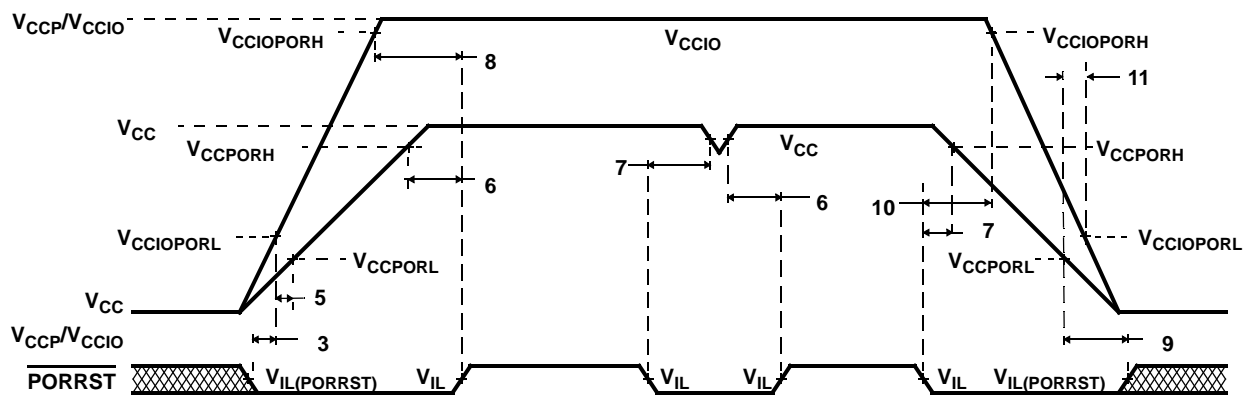 VCCP/VCCIO
VCCIOPORH
VCCIO
VCCIOPORH
8
11
VCC
VCCPORH
VCC
VCCPORH
7
6
6
10
7
VCCIOPORL
VCCIOPORL
VCCPORL
VCCPORL
VCC
5
VCCP/VCCIO
3
9
PORRST
VIL(PORRST)
VIL
VIL
VIL
VIL
VIL(PORRST)